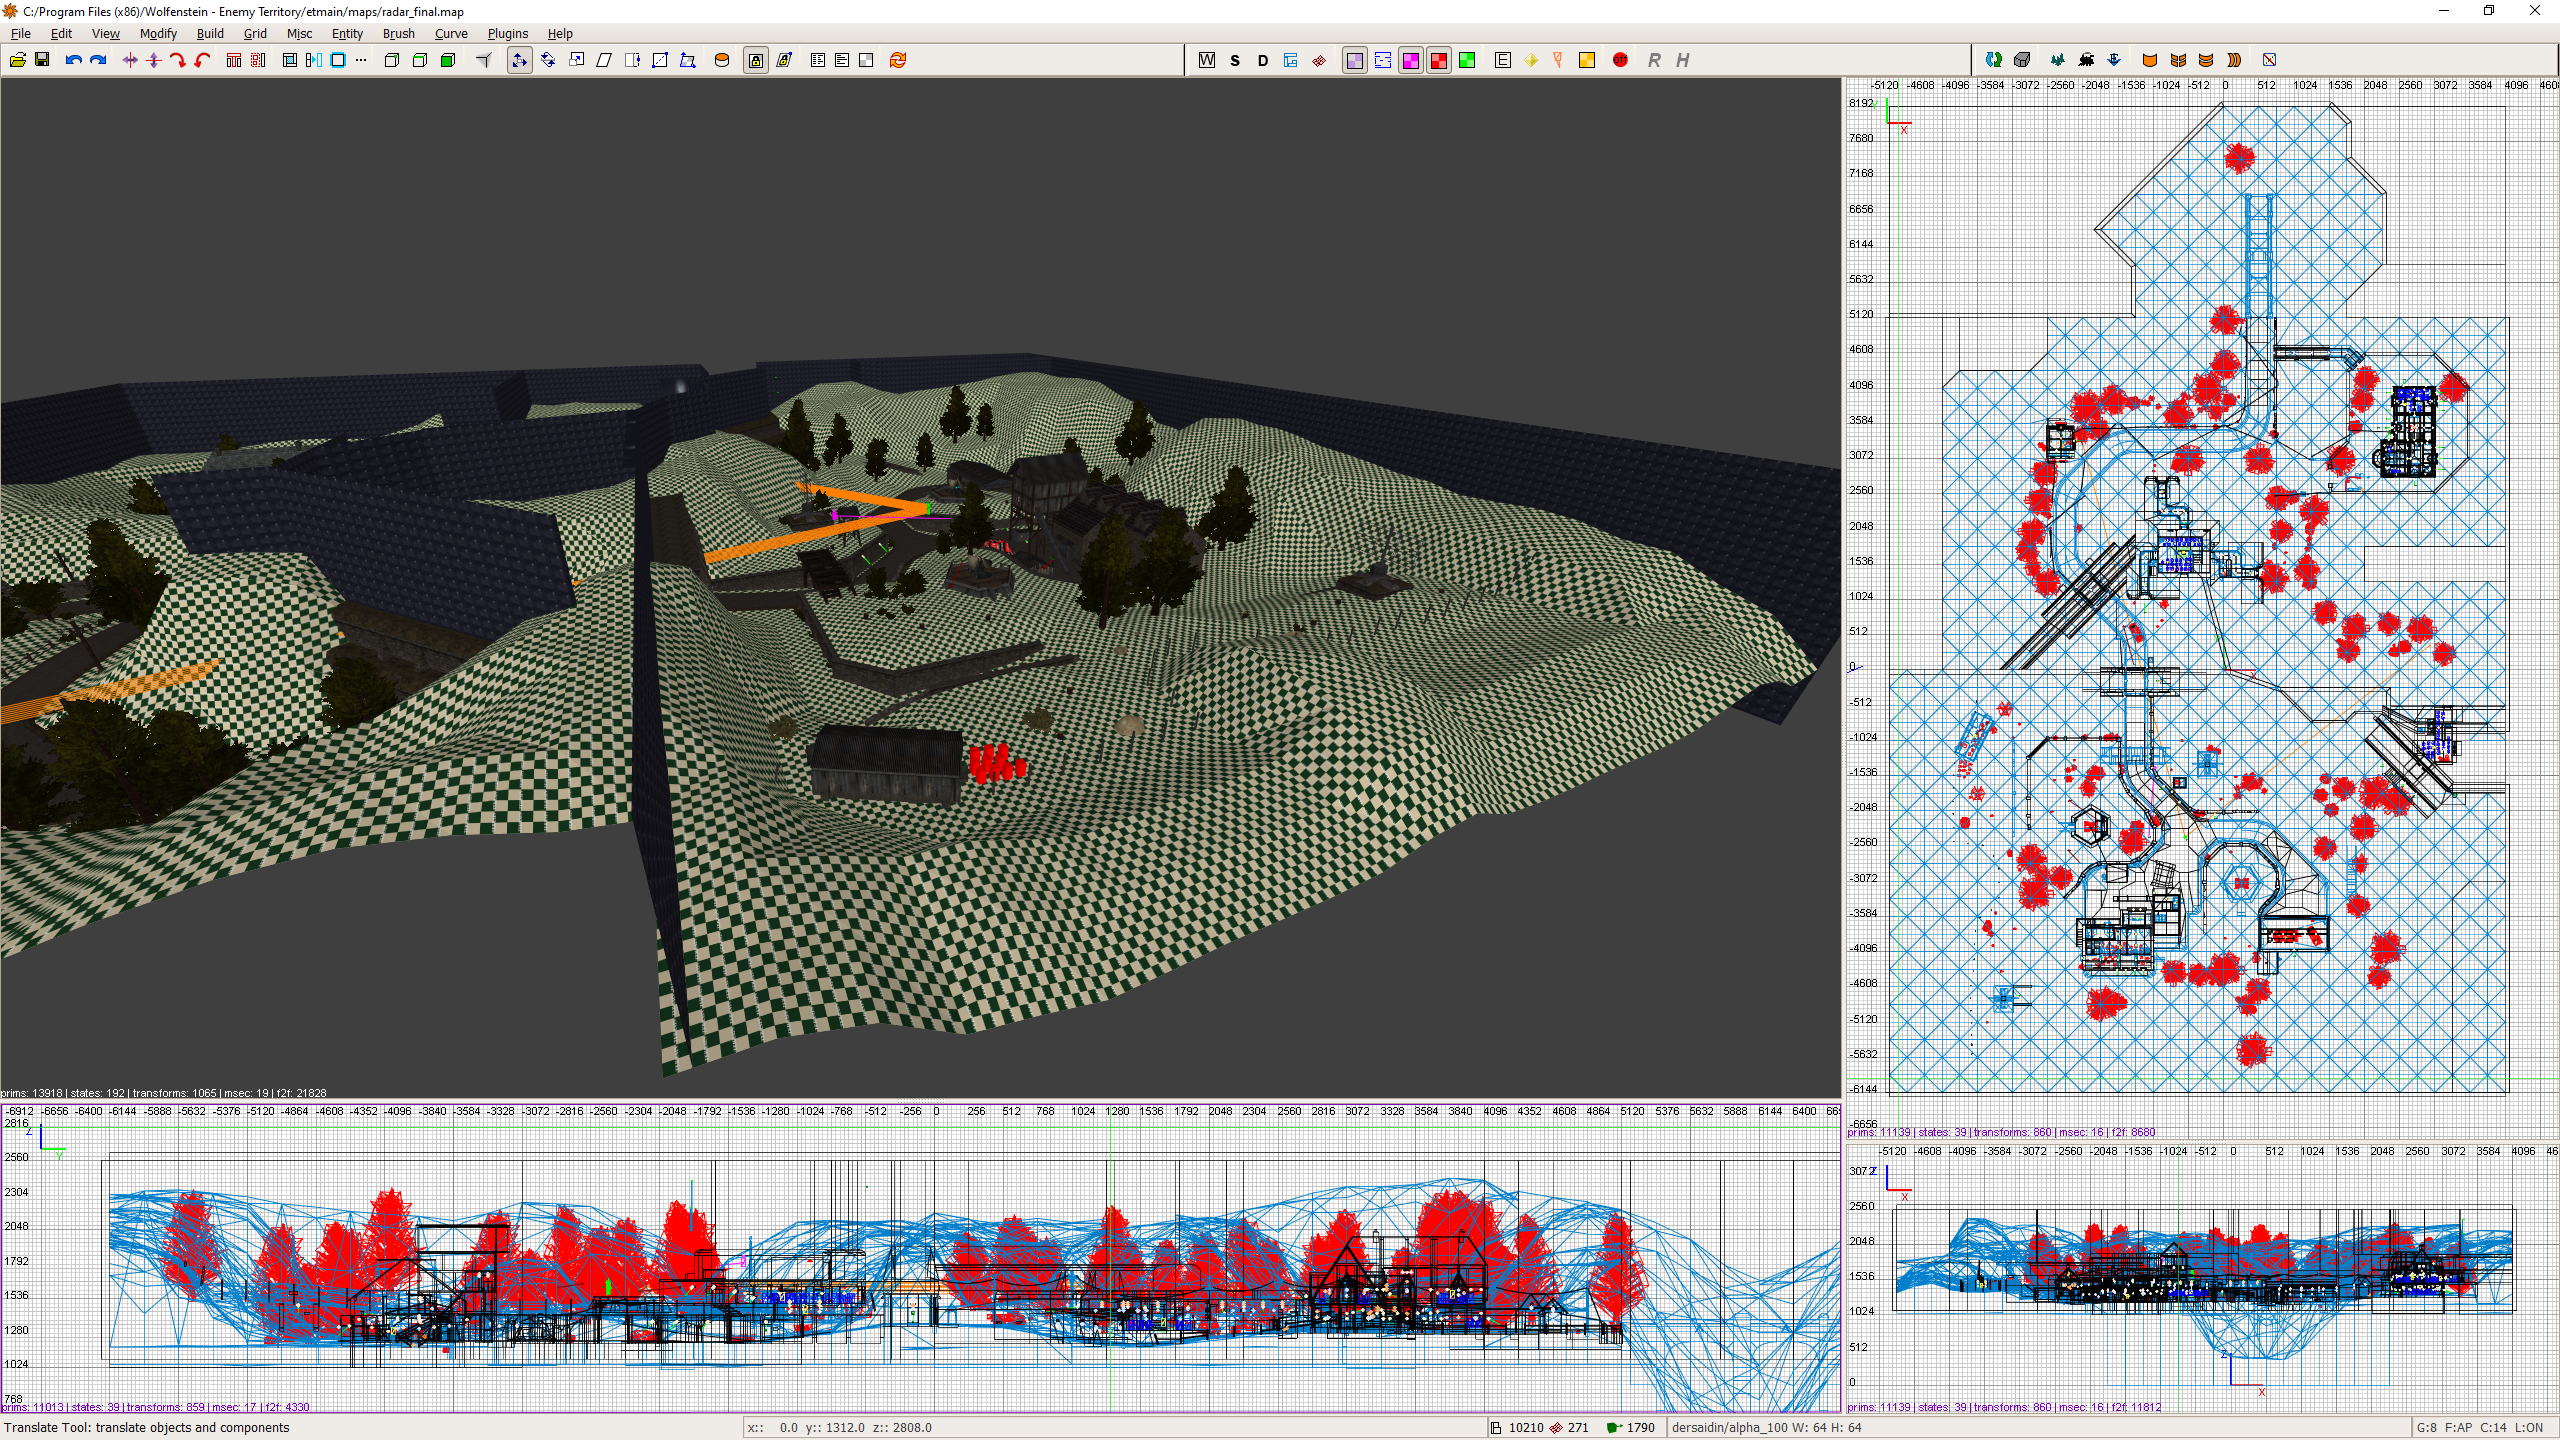 C:/Program Files (x86)/Wolfenstein - Enemy Territory/etmain/maps/radar_final.map
File Edit View Modify Build Grid Misc Entity Brush Curve Plugins Help
W S D E R H
-5120 -4608 -4096 -3584 -3072 -2560 -2048 -1536 -1024 -512 0 512 1024 1536 2048 2560 3072 3584 4096 460
8192
X
7680
7168
6656
6144
5632
5120
4608
4096
3584
3072
2560
2048
1536
1024
512
0
-512
-1024
-1536
-2048
-2560
-3072
-3584
-4096
-4608
-5120
-5632
-6144
-6656
prims: 11139 | states: 39 | transforms: 860 | msec: 16 | f2f: 8680
prims: 13918 | states: 192 | transforms: 1065 | msec: 19 | f2f: 21828
-6912 -6656 -6400 -6144 -5888 -5632 -5376 -5120 -4864 -4608 -4352 -4096 -3840 -3584 -3328 -3072 -2816 -2560 -2304 -2048 -1792 -1536 -1280 -1024 -768 -512 -256 0 256 512 768 1024 1280 1536 1792 2048 2304 2560 2816 3072 3328 3584 3840 4096 4352 4608 4864 5120 5376 5632 5888 6144 6400
2816
Z
Y
2560
2304
2048
1792
1536
1280
1024
768
prims: 11013 | states: 39 | transforms: 859 | msec: 17 | f2f: 4330
-5120 -4608 -4096 -3584 -3072 -2560 -2048 -1536 -1024 -512 0 512 1024 1536 2048 2560 3072 3584 4096 46
3072
Z
X
2560
2048
1536
1024
512
0
Z
X
prims: 11139 | states: 39 | transforms: 860 | msec: 16 | f2f: 11812
Translate Tool: translate objects and components
x:: 0.0 y:: 1312.0 z:: 2808.0
10210 271 1790
dersaidin/alpha_100 W: 64 H: 64
G:8 F:AP C:14 L:ON